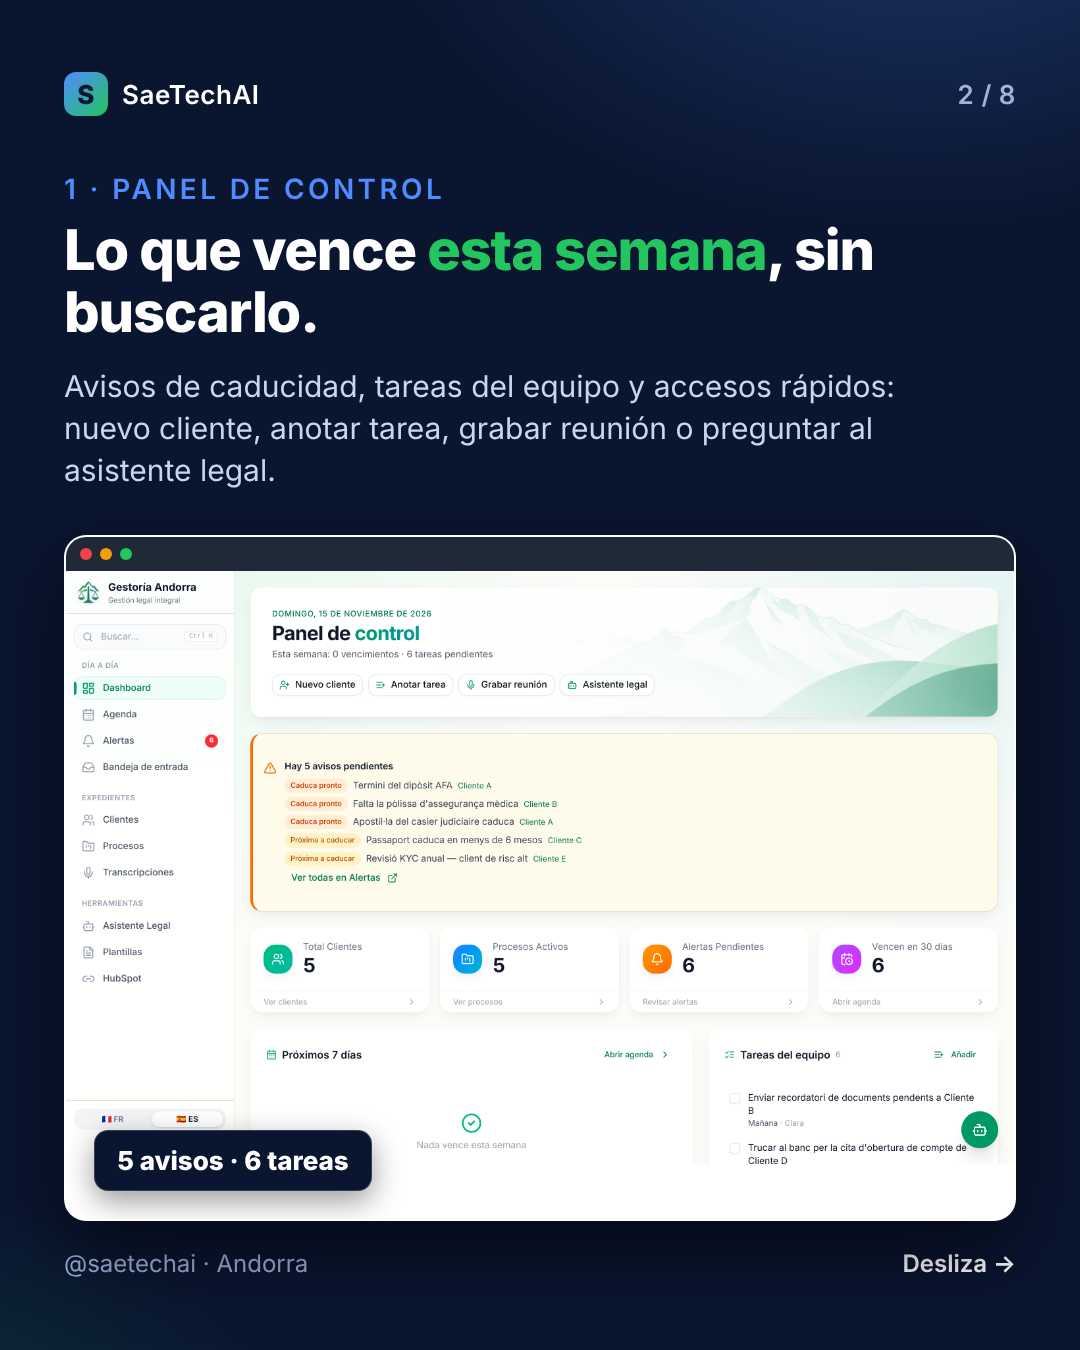 S SaeTechAI
2 / 8
1 · PANEL DE CONTROL
Lo que vence esta semana, sin
buscarlo.
Avisos de caducidad, tareas del equipo y accesos rápidos:
nuevo cliente, anotar tarea, grabar reunión o preguntar al
asistente legal.
Gestoría Andorra
Gestión legal integral
Buscar... Ctrl K
DÍA A DÍA
Dashboard
Agenda
Alertas 6
Bandeja de entrada
EXPEDIENTES
Clientes
Procesos
Transcripciones
HERRAMIENTAS
Asistente Legal
Plantillas
HubSpot
🇫🇷 FR 🇪🇸 ES
DOMINGO, 15 DE NOVIEMBRE DE 2026
Panel de control
Esta semana: 0 vencimientos · 6 tareas pendientes
Nuevo cliente Anotar tarea Grabar reunión Asistente legal
Hay 5 avisos pendientes
Caduca pronto Termini del dipòsit AFA Cliente A
Caduca pronto Falta la pòlissa d'assegurança mèdica Cliente B
Caduca pronto Apostil·la del casier judiciaire caduca Cliente A
Próxima a caducar Passaport caduca en menys de 6 mesos Cliente C
Próxima a caducar Revisió KYC anual — client de risc alt Cliente E
Ver todas en Alertas
Total Clientes
5
Ver clientes
Procesos Activos
5
Ver procesos
Alertas Pendientes
6
Revisar alertas
Vencen en 30 días
6
Abrir agenda
Próximos 7 días Abrir agenda
Nada vence esta semana
Tareas del equipo 6 Añadir
Enviar recordatori de documents pendents a Cliente
B
Mañana · Clara
Trucar al banc per la cita d'obertura de compte de
Cliente D
5 avisos · 6 tareas
@saetechai · Andorra
Desliza →